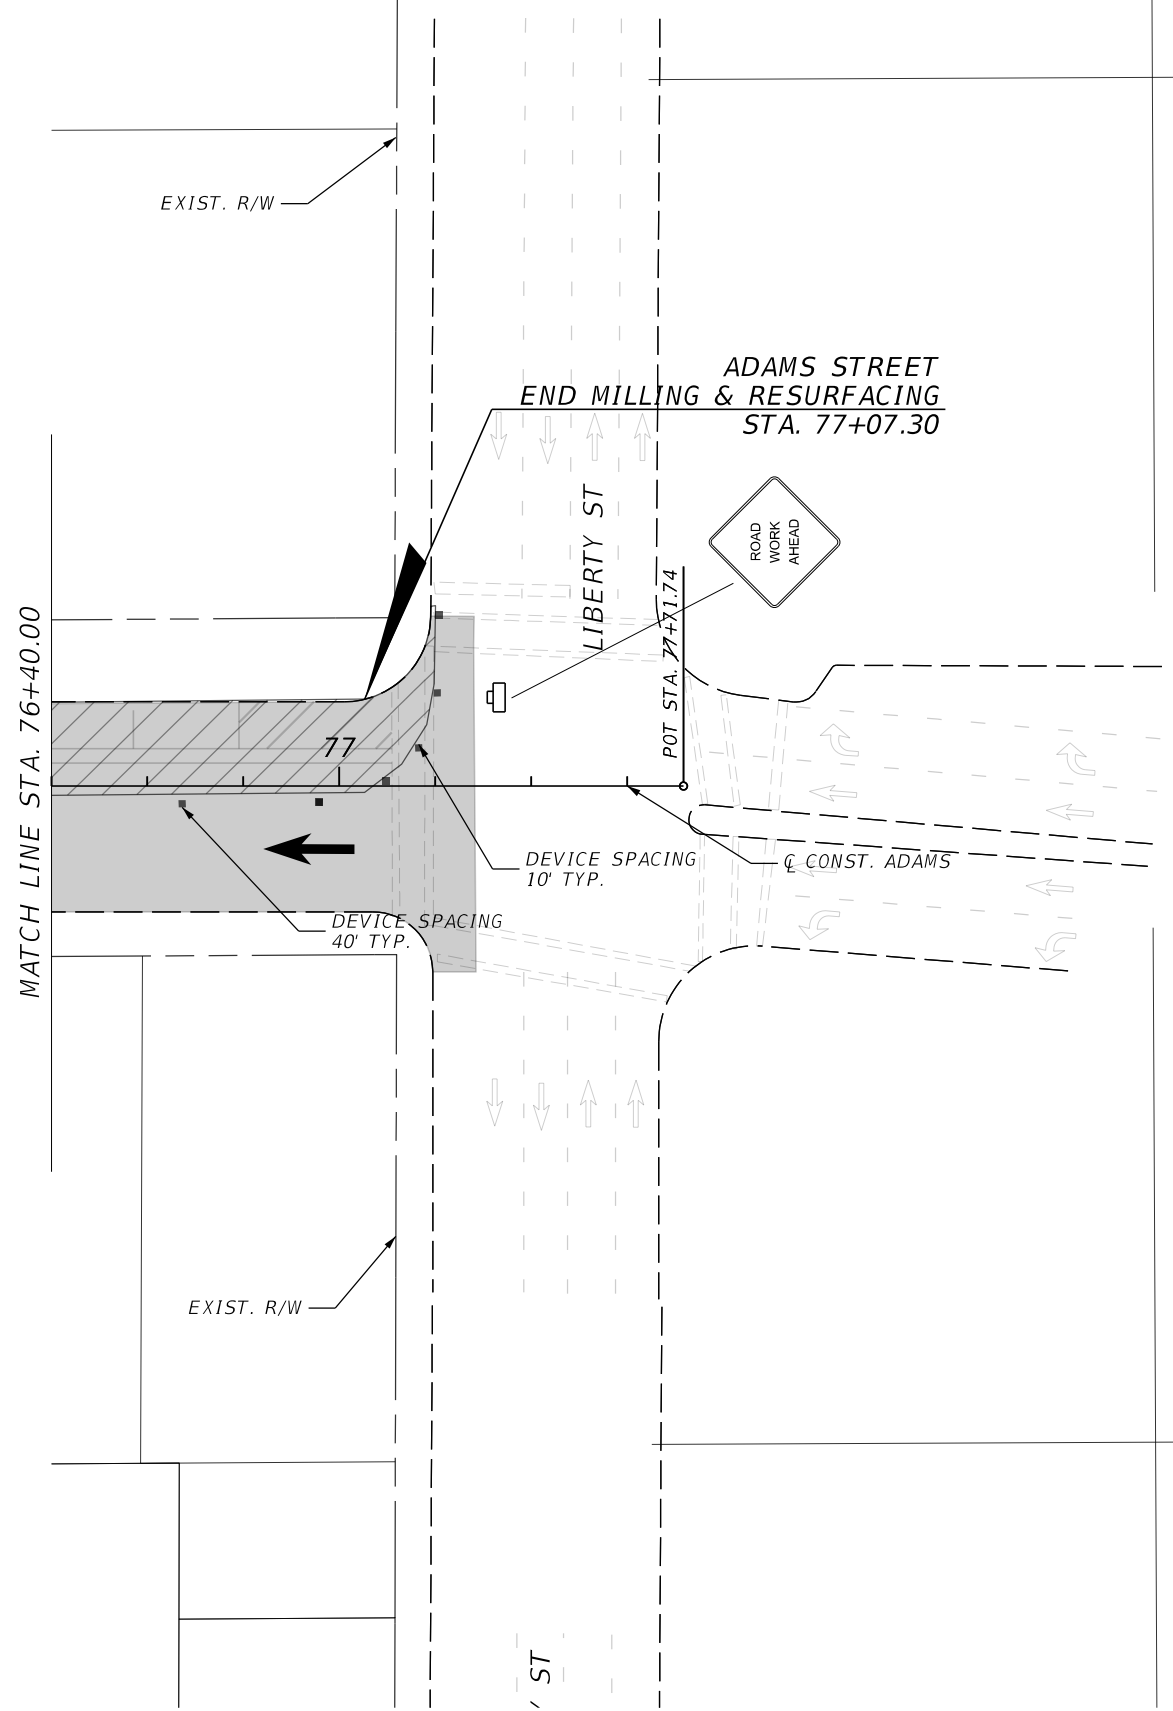 EXIST. R/W
ADAMS STREET
END MILLING & RESURFACING
STA. 77+07.30
ROAD
WORK
AHEAD
LIBERTY ST
POT STA. 77+71.74
MATCH LINE STA. 76+40.00
77
DEVICE SPACING
10' TYP.
℄ CONST. ADAMS
DEVICE SPACING
40' TYP.
EXIST. R/W
ST